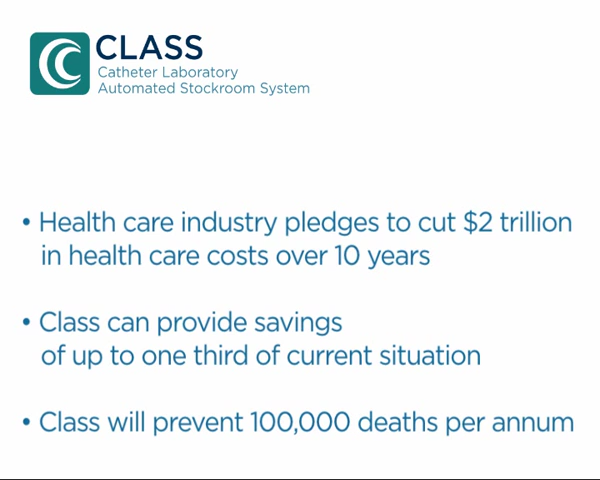 CLASS
Catheter Laboratory
Automated Stockroom System
• Health care industry pledges to cut $2 trillion
in health care costs over 10 years
• Class can provide savings
of up to one third of current situation
• Class will prevent 100,000 deaths per annum